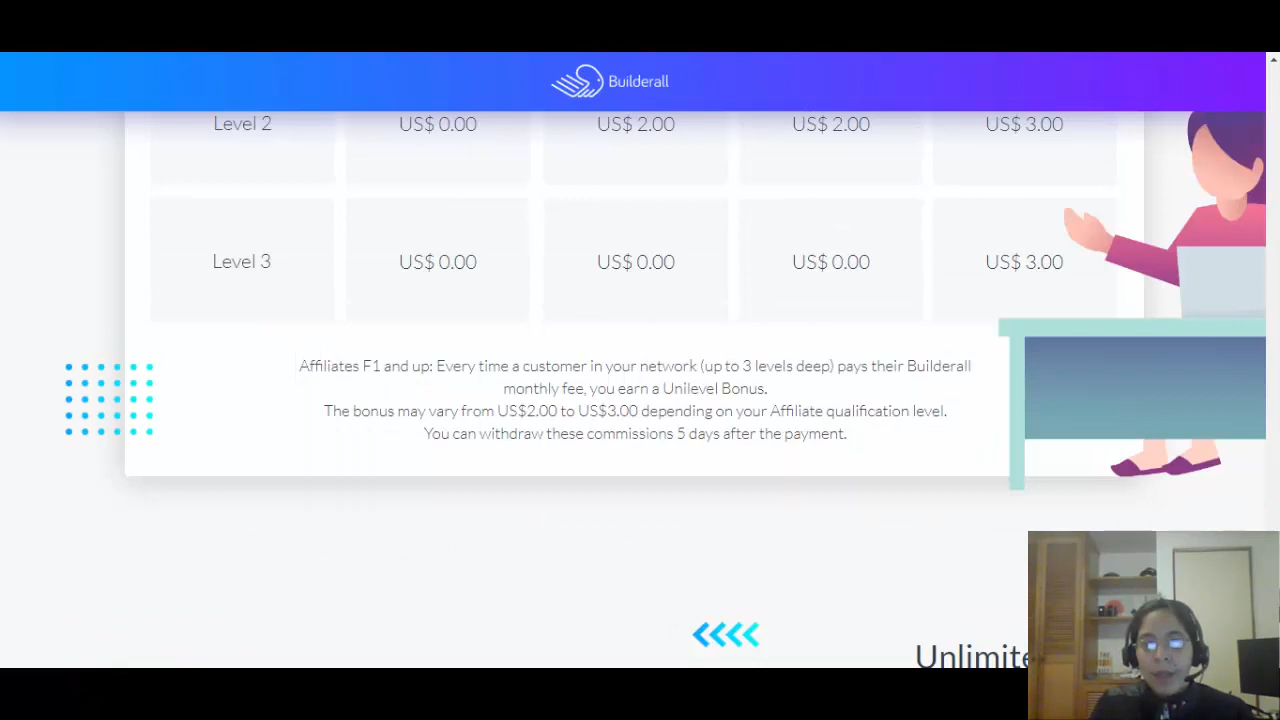 Builderall
Level 2 US$ 0.00 US$ 2.00 US$ 2.00 US$ 3.00
Level 3 US$ 0.00 US$ 0.00 US$ 0.00 US$ 3.00
Affiliates F1 and up: Every time a customer in your network (up to 3 levels deep) pays their Builderall
monthly fee, you earn a Unilevel Bonus.
The bonus may vary from US$2.00 to US$3.00 depending on your Affiliate qualification level.
You can withdraw these commissions 5 days after the payment.
Unlimite